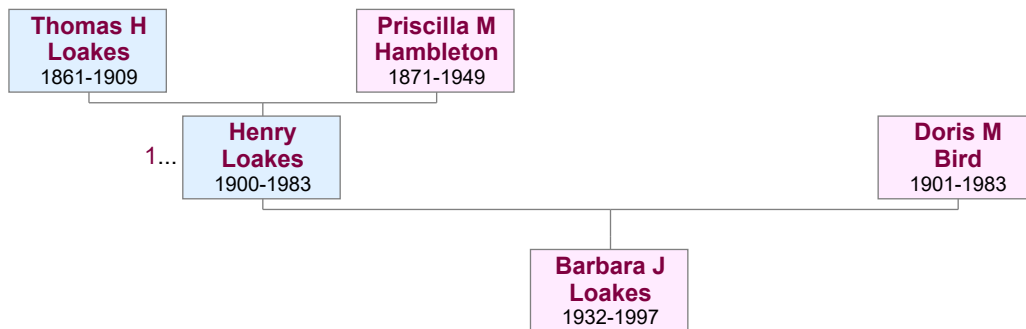 Thomas H
Loakes
1861-1909
Priscilla M
Hambleton
1871-1949
1...
Henry
Loakes
1900-1983
Doris M
Bird
1901-1983
Barbara J
Loakes
1932-1997